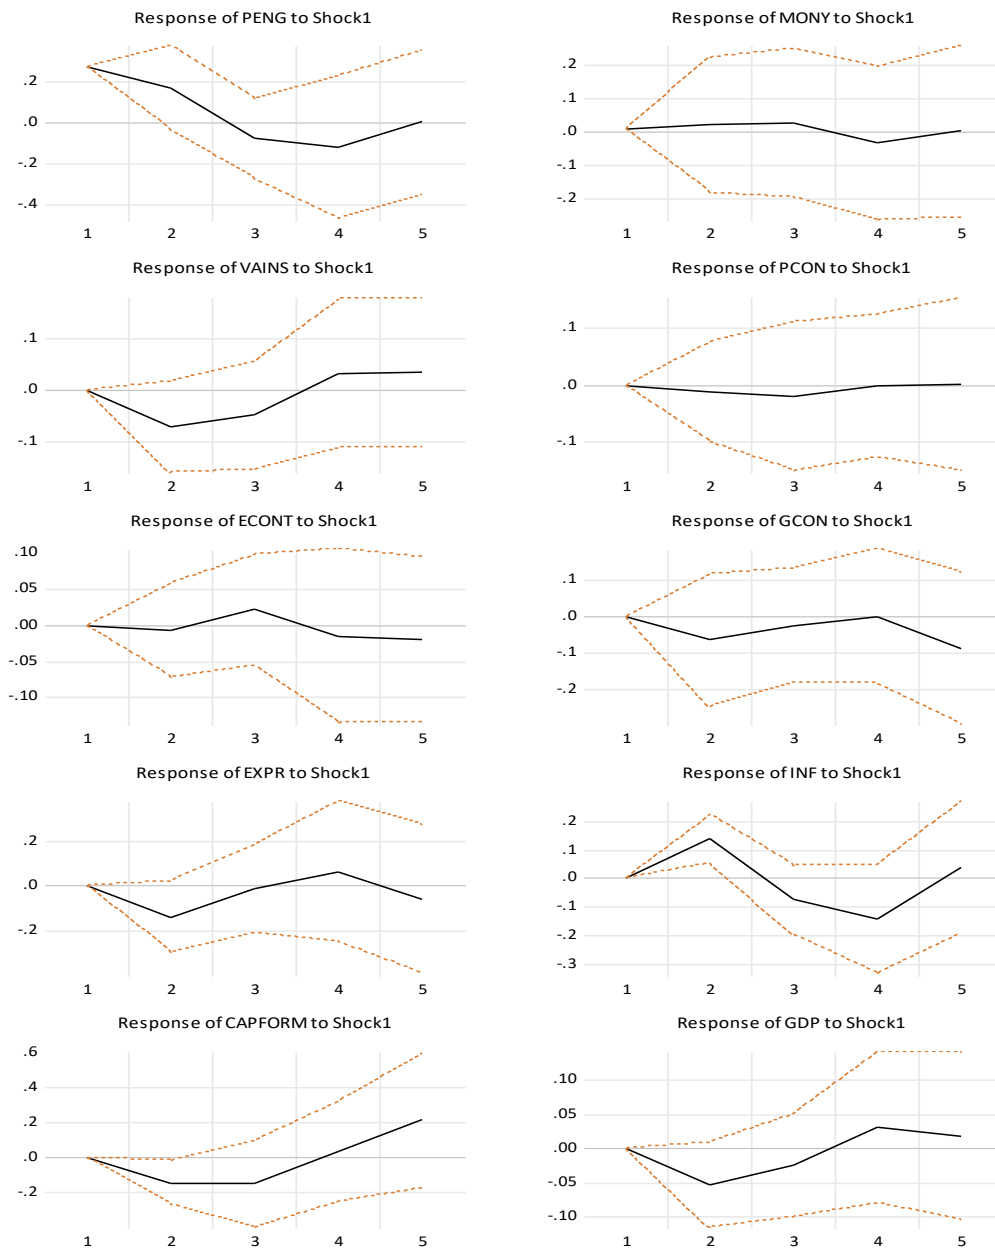 Response of PENG to Shock1
.2
.0
-.2
-.4
1 2 3 4 5
Response of MONY to Shock1
.2
.1
.0
-.1
-.2
1 2 3 4 5
Response of VAINS to Shock1
.1
.0
-.1
1 2 3 4 5
Response of PCON to Shock1
.1
.0
-.1
1 2 3 4 5
Response of ECONT to Shock1
.10
.05
.00
-.05
-.10
1 2 3 4 5
Response of GCON to Shock1
.1
.0
-.1
-.2
1 2 3 4 5
Response of EXPR to Shock1
.2
.0
-.2
1 2 3 4 5
Response of INF to Shock1
.2
.1
.0
-.1
-.2
-.3
1 2 3 4 5
Response of CAPFORM to Shock1
.6
.4
.2
.0
-.2
1 2 3 4 5
Response of GDP to Shock1
.10
.05
.00
-.05
-.10
1 2 3 4 5